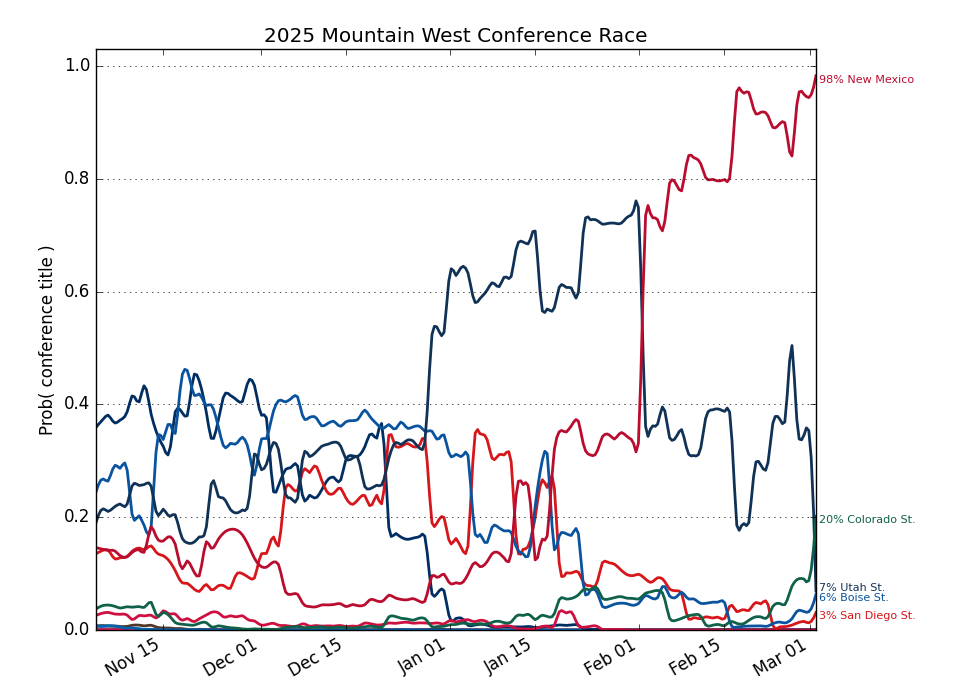 2025 Mountain West Conference Race
Prob( conference title )
1.0
0.8
0.6
0.4
0.2
0.0
98% New Mexico
20% Colorado St.
7% Utah St.
6% Boise St.
3% San Diego St.
Nov 15
Dec 01
Dec 15
Jan 01
Jan 15
Feb 01
Feb 15
Mar 01